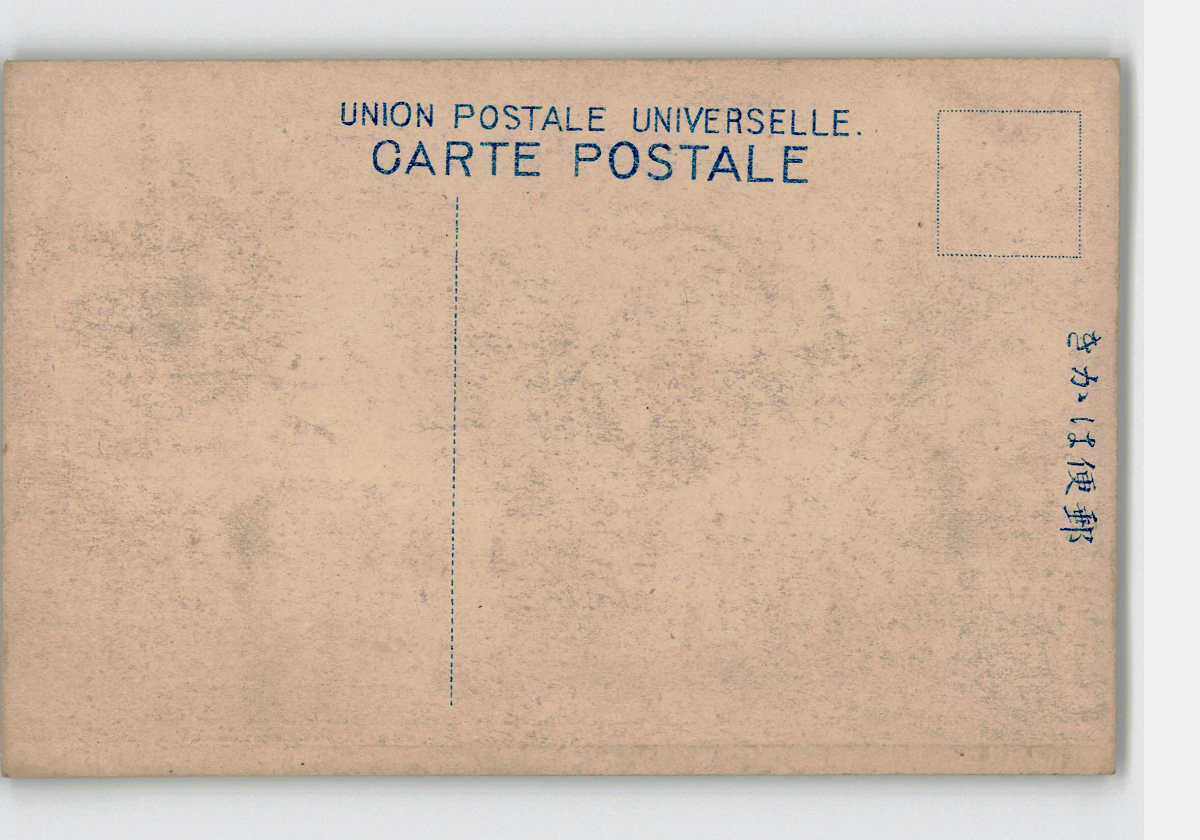 UNION POSTALE UNIVERSELLE.
CARTE POSTALE
きかは便郵